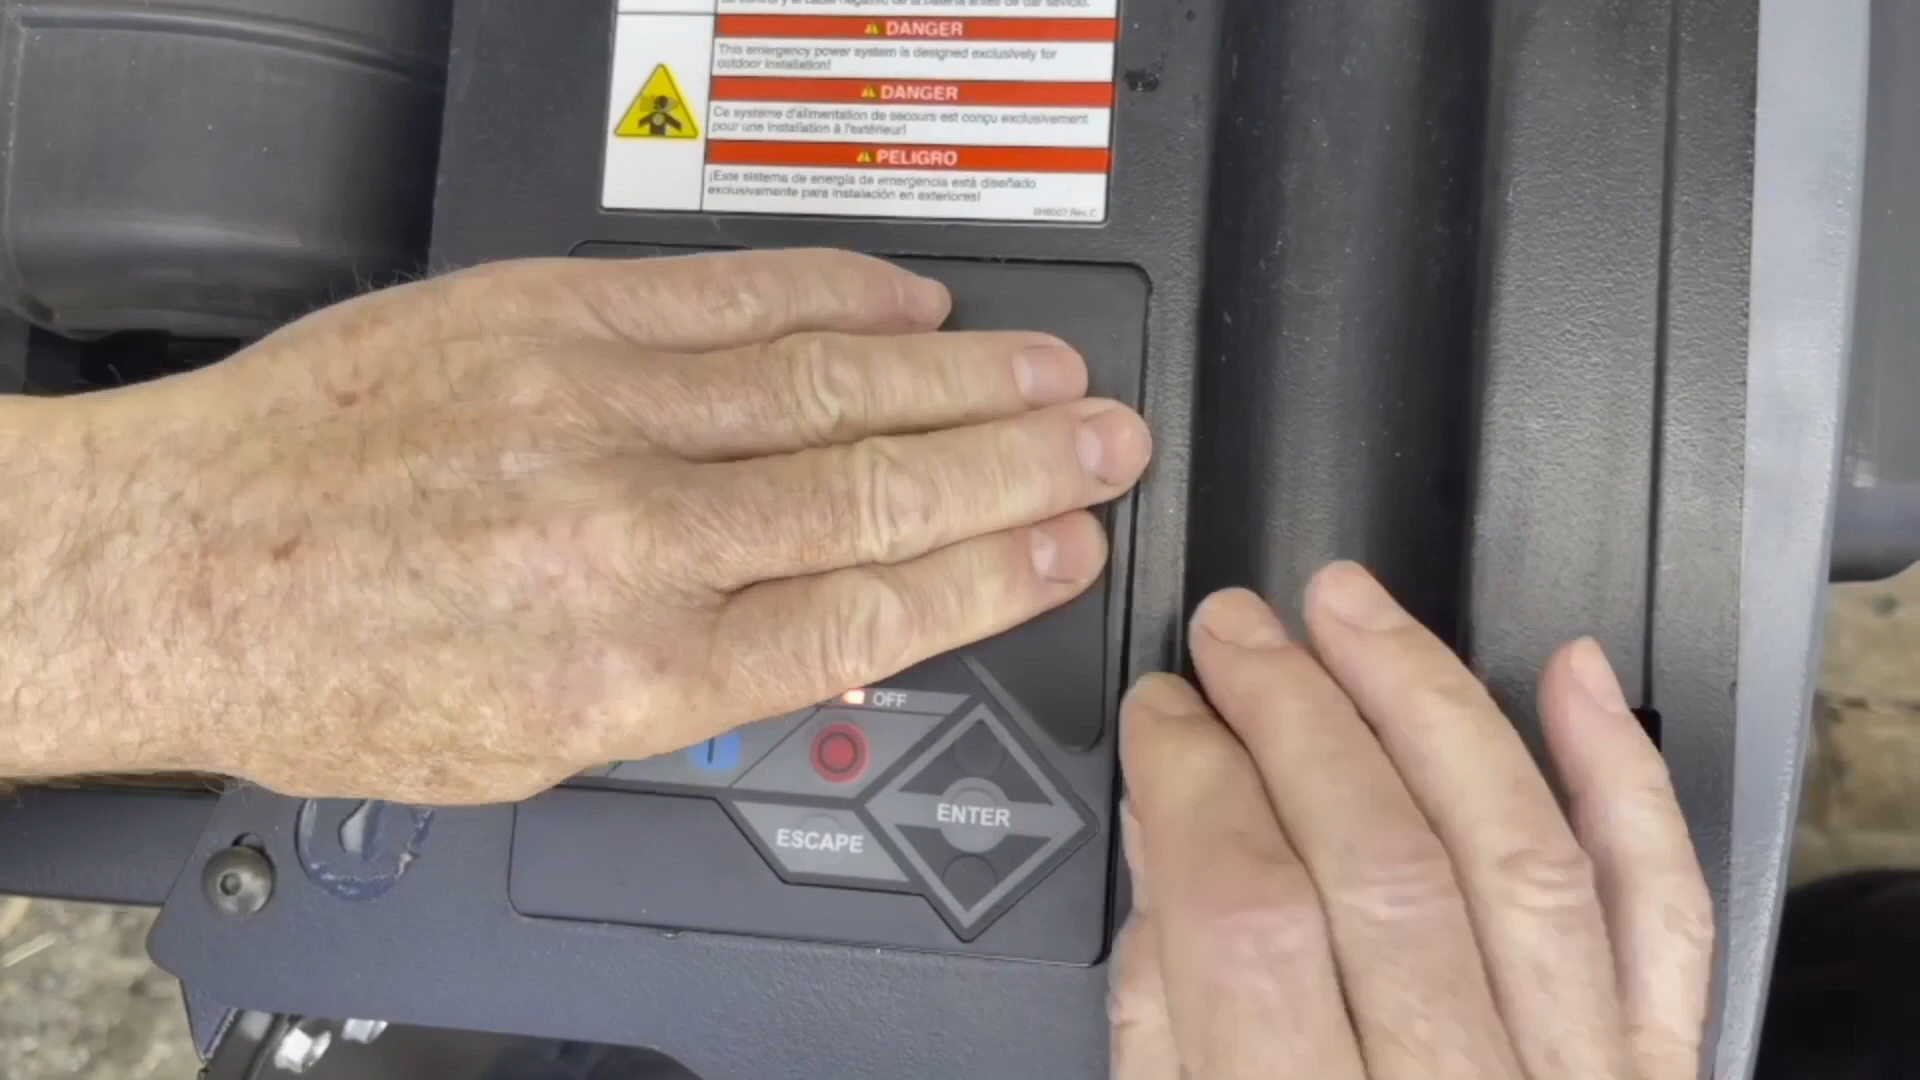 DANGER
This emergency power system is designed exclusively for
outdoor installation!
DANGER
Ce système d'alimentation de secours est conçu exclusivement
pour une installation à l'extérieur!
PELIGRO
¡Este sistema de energía de emergencia está diseñado
exclusivamente para instalación en exteriores!
Rev. C
OFF
ENTER
ESCAPE